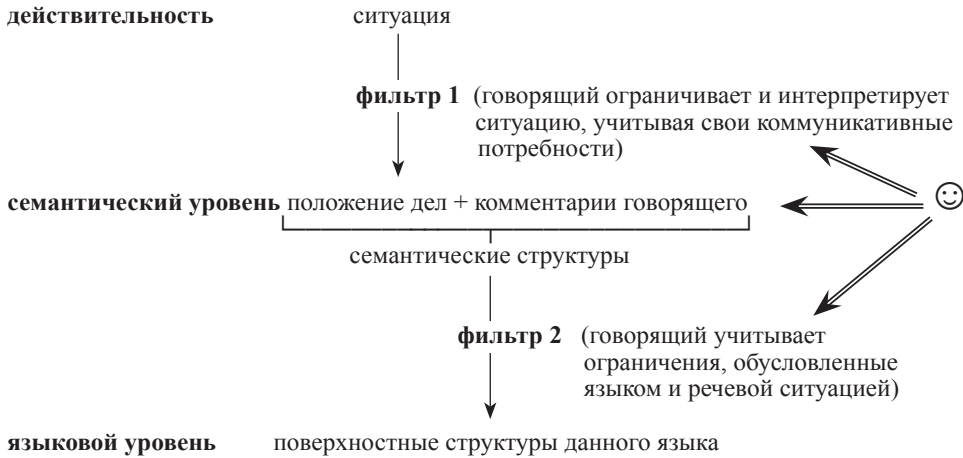 действительность ситуация
фильтр 1 (говорящий ограничивает и интерпретирует
ситуацию, учитывая свои коммуникативные
потребности)
семантический уровень положение дел + комментарии говорящего
семантические структуры
фильтр 2 (говорящий учитывает
ограничения, обусловленные
языком и речевой ситуацией)
языковой уровень поверхностные структуры данного языка